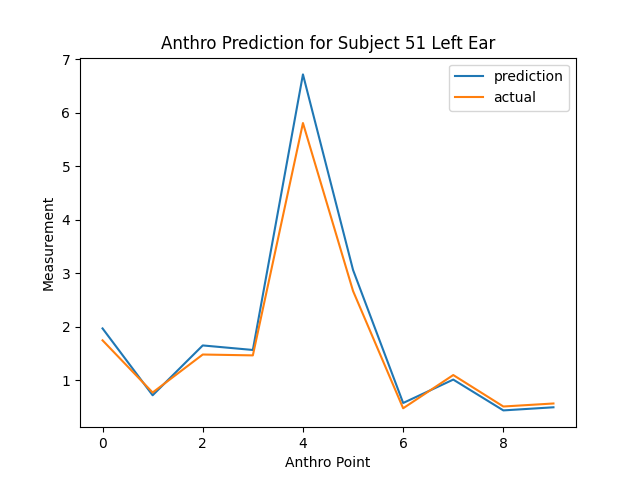 Anthro Prediction for Subject 51 Left Ear
prediction
actual
Measurement
7
6
5
4
3
2
1
0 2 4 6 8
Anthro Point